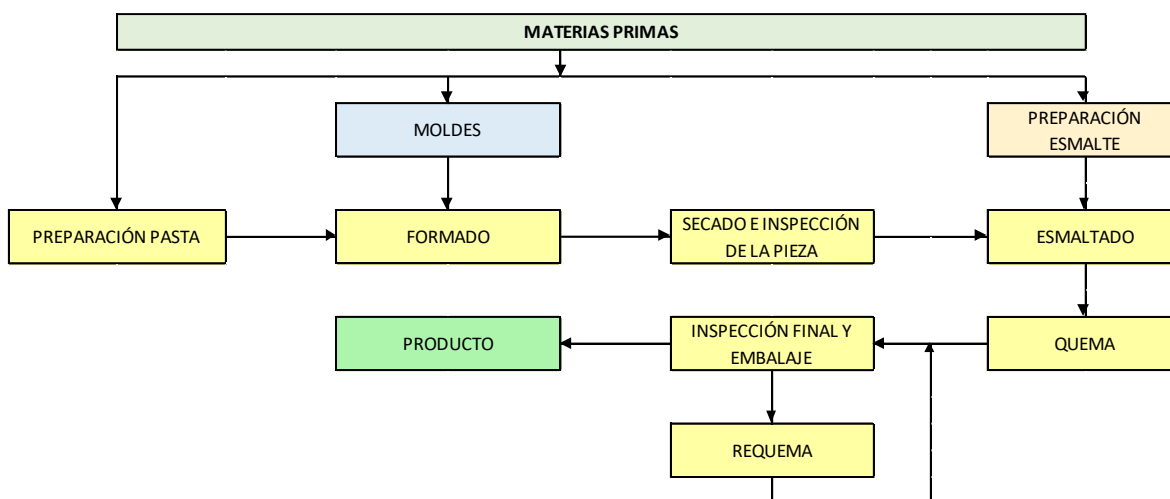 MATERIAS PRIMAS
MOLDES
PREPARACIÓN
ESMALTE
PREPARACIÓN PASTA
FORMADO
SECADO E INSPECCIÓN
DE LA PIEZA
ESMALTADO
PRODUCTO
INSPECCIÓN FINAL Y
EMBALAJE
QUEMA
REQUEMA